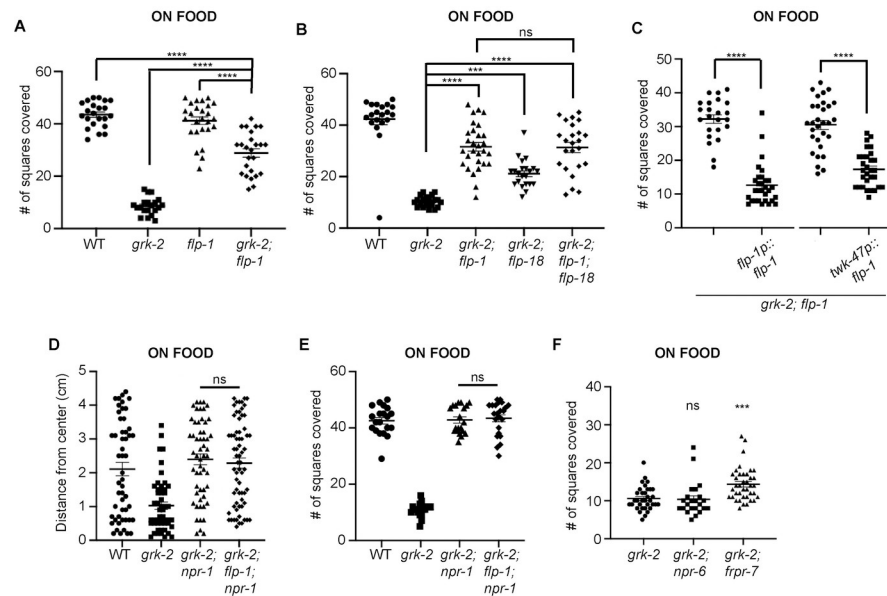 A
ON FOOD
# of squares covered
60
40
20
0
****
****
****
WT
grk-2
flp-1
grk-2;
flp-1
B
ON FOOD
# of squares covered
60
40
20
0
ns
****
***
****
WT
grk-2
grk-2;
flp-1
grk-2;
flp-18
grk-2;
flp-1;
flp-18
C
ON FOOD
# of squares covered
50
40
30
20
10
0
****
****
flp-1p::
flp-1
twk-47p::
flp-1
grk-2; flp-1
D
ON FOOD
Distance from center (cm)
5
4
3
2
1
0
ns
WT
grk-2
grk-2;
npr-1
grk-2;
flp-1;
npr-1
E
ON FOOD
# of squares covered
60
40
20
0
ns
WT
grk-2
grk-2;
npr-1
grk-2;
flp-1;
npr-1
F
ON FOOD
# of squares covered
40
30
20
10
0
ns
***
grk-2
grk-2;
npr-6
grk-2;
frpr-7